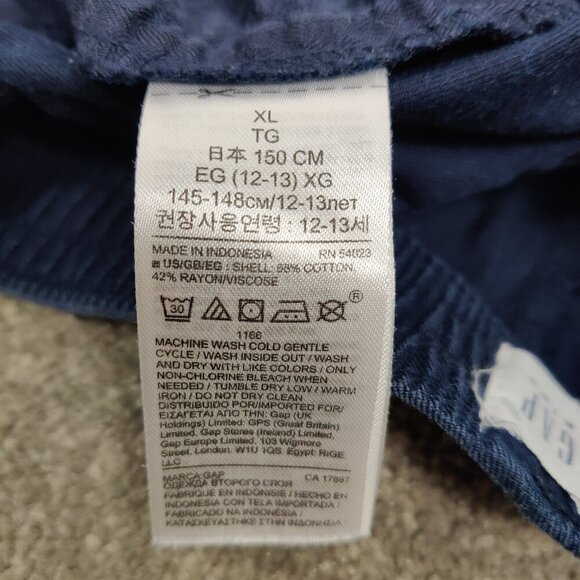 XL
TG
日本 150 CM
EG (12-13) XG
145-148см/12-13лет
권장사용연령 : 12-13세
MADE IN INDONESIA RN 54023
US/GB/EG : SHELL: 58% COTTON,
42% RAYON/VISCOSE
30
®
1166
MACHINE WASH COLD GENTLE
CYCLE / WASH INSIDE OUT / WASH
AND DRY WITH LIKE COLORS / ONLY
NON-CHLORINE BLEACH WHEN
NEEDED / TUMBLE DRY LOW / WARM
IRON / DO NOT DRY CLEAN
DISTRIBUIDO POR/IMPORTED FOR/
ΕΙΣΑΓΕΤΑΙ ΑΠΟ ΤΗΝ: Gap (UK
Holdings) Limited: GPS (Great Britain)
Limited, Gap Stores (Ireland) Limited,
Gap Europe Limited, 103 Wigmore
Street, London. W1U 1QS. Egypt: RIGE
LLC
MARCA:GAP CA 17897
ОДЕЖДА ВТОРОГО СЛОЯ
FABRIQUE EN INDONISIE / HECHO EN
INDONESIA CON TELA IMPORTADA /
ΚΑΤΑΣΚΕΥΑΣΤΗΚΕ ΣΤΗΝ ΙΝΔΟΝΗΣΙΑ /
GAP